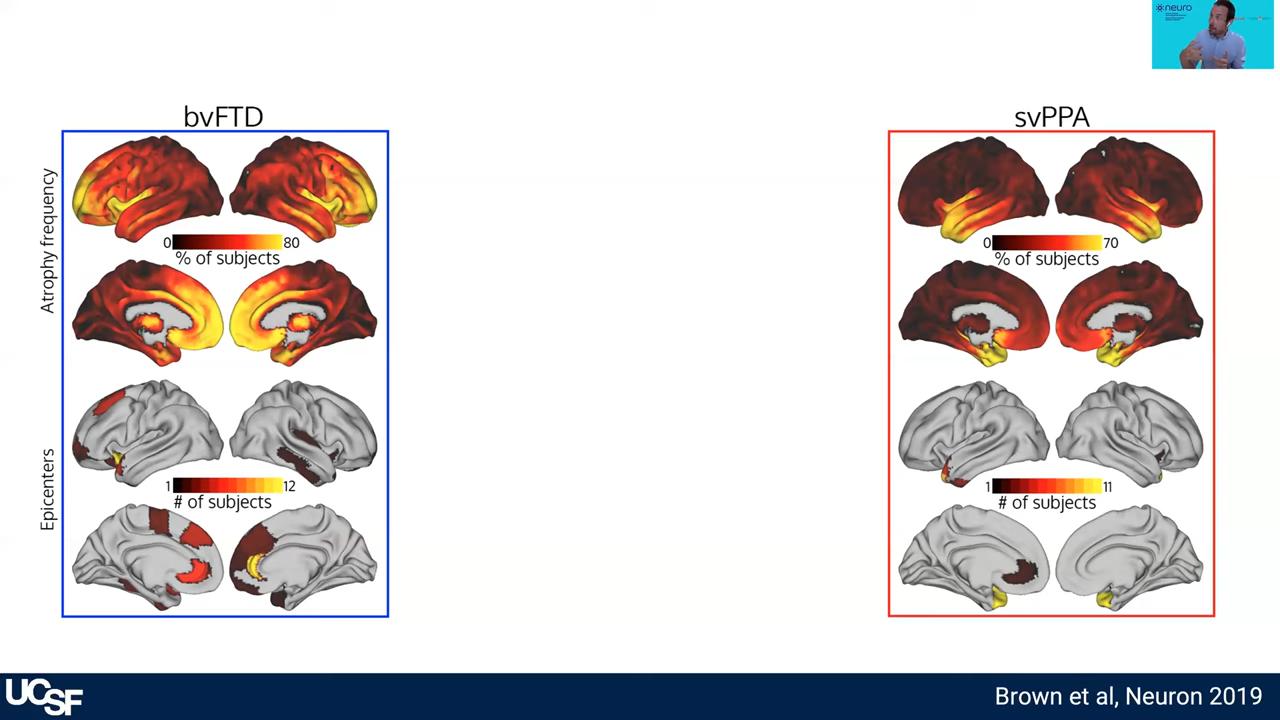 neuro
bvFTD
Atrophy frequency
0 80
% of subjects
Epicenters
1 12
# of subjects
svPPA
0 70
% of subjects
1 11
# of subjects
UCSF
Brown et al, Neuron 2019